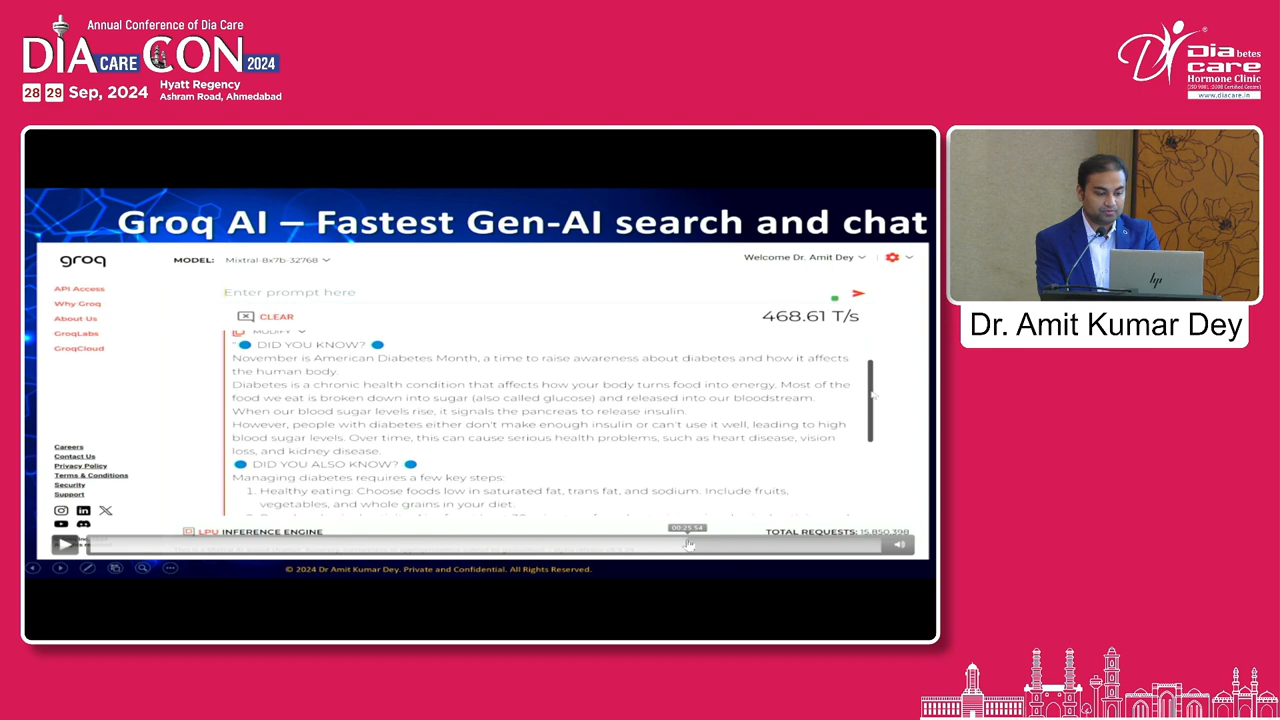 Annual Conference of Dia Care
DIA CARE CON 2024
28 29 Sep, 2024
Hyatt Regency
Ashram Road, Ahmedabad
Dia betes
care
Hormone Clinic
(ISO 9001:2008 Certified Centre)
www.diacare.in
Groq AI – Fastest Gen-AI search and chat
groq
MODEL: Mixtral-8x7b-32768
Welcome Dr. Amit Dey
API Access
Why Groq
About Us
GroqLabs
GroqCloud
Enter prompt here
CLEAR
468.61 T/s
MODIFY
"🔵 DID YOU KNOW? 🔵
November is American Diabetes Month, a time to raise awareness about diabetes and how it affects
the human body.
Diabetes is a chronic health condition that affects how your body turns food into energy. Most of the
food we eat is broken down into sugar (also called glucose) and released into our bloodstream.
When our blood sugar levels rise, it signals the pancreas to release insulin.
However, people with diabetes either don't make enough insulin or can't use it well, leading to high
blood sugar levels. Over time, this can cause serious health problems, such as heart disease, vision
loss, and kidney disease.
🔵 DID YOU ALSO KNOW? 🔵
Managing diabetes requires a few key steps:
1. Healthy eating: Choose foods low in saturated fat, trans fat, and sodium. Include fruits,
vegetables, and whole grains in your diet.
Careers
Contact Us
Privacy Policy
Terms & Conditions
Security
Support
LPU INFERENCE ENGINE
00:25.54
TOTAL REQUESTS: 15,850,398
© 2024 Dr Amit Kumar Dey. Private and Confidential. All Rights Reserved.
hp
Dr. Amit Kumar Dey